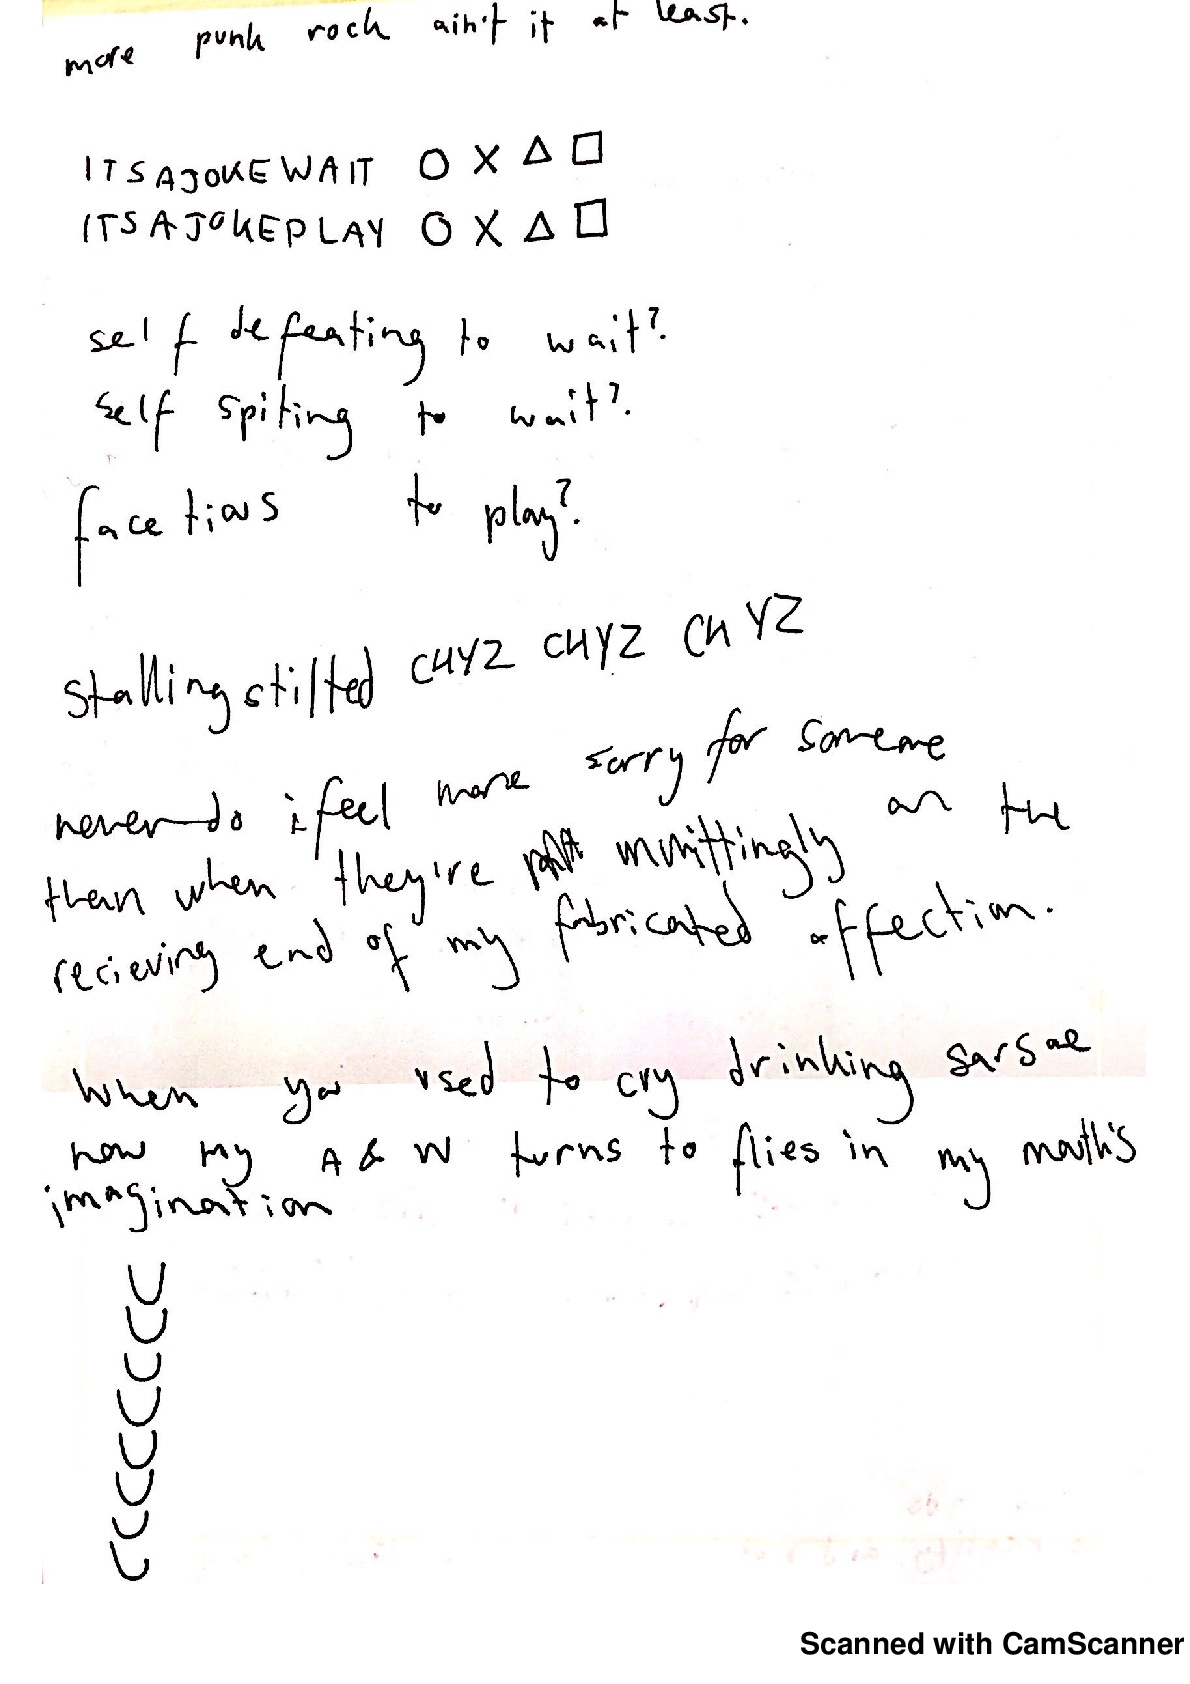 more punk rock ain't it at least.
ITSAJOKEWAIT O X △ □
ITSAJOKEPLAY O X △ □
self defeating to wait?
self spiting to wait?
facetious to play?
Stalling stilted CHYZ CHYZ CHYZ
never do i feel more sorry for someone
than when they're unwittingly on the
recieving end of my fabricated affection.
When you used to cry drinking sarsae
now my A & W turns to flies in my mouth's
imagination
U
U
U
U
U
U
U
U
Scanned with CamScanner